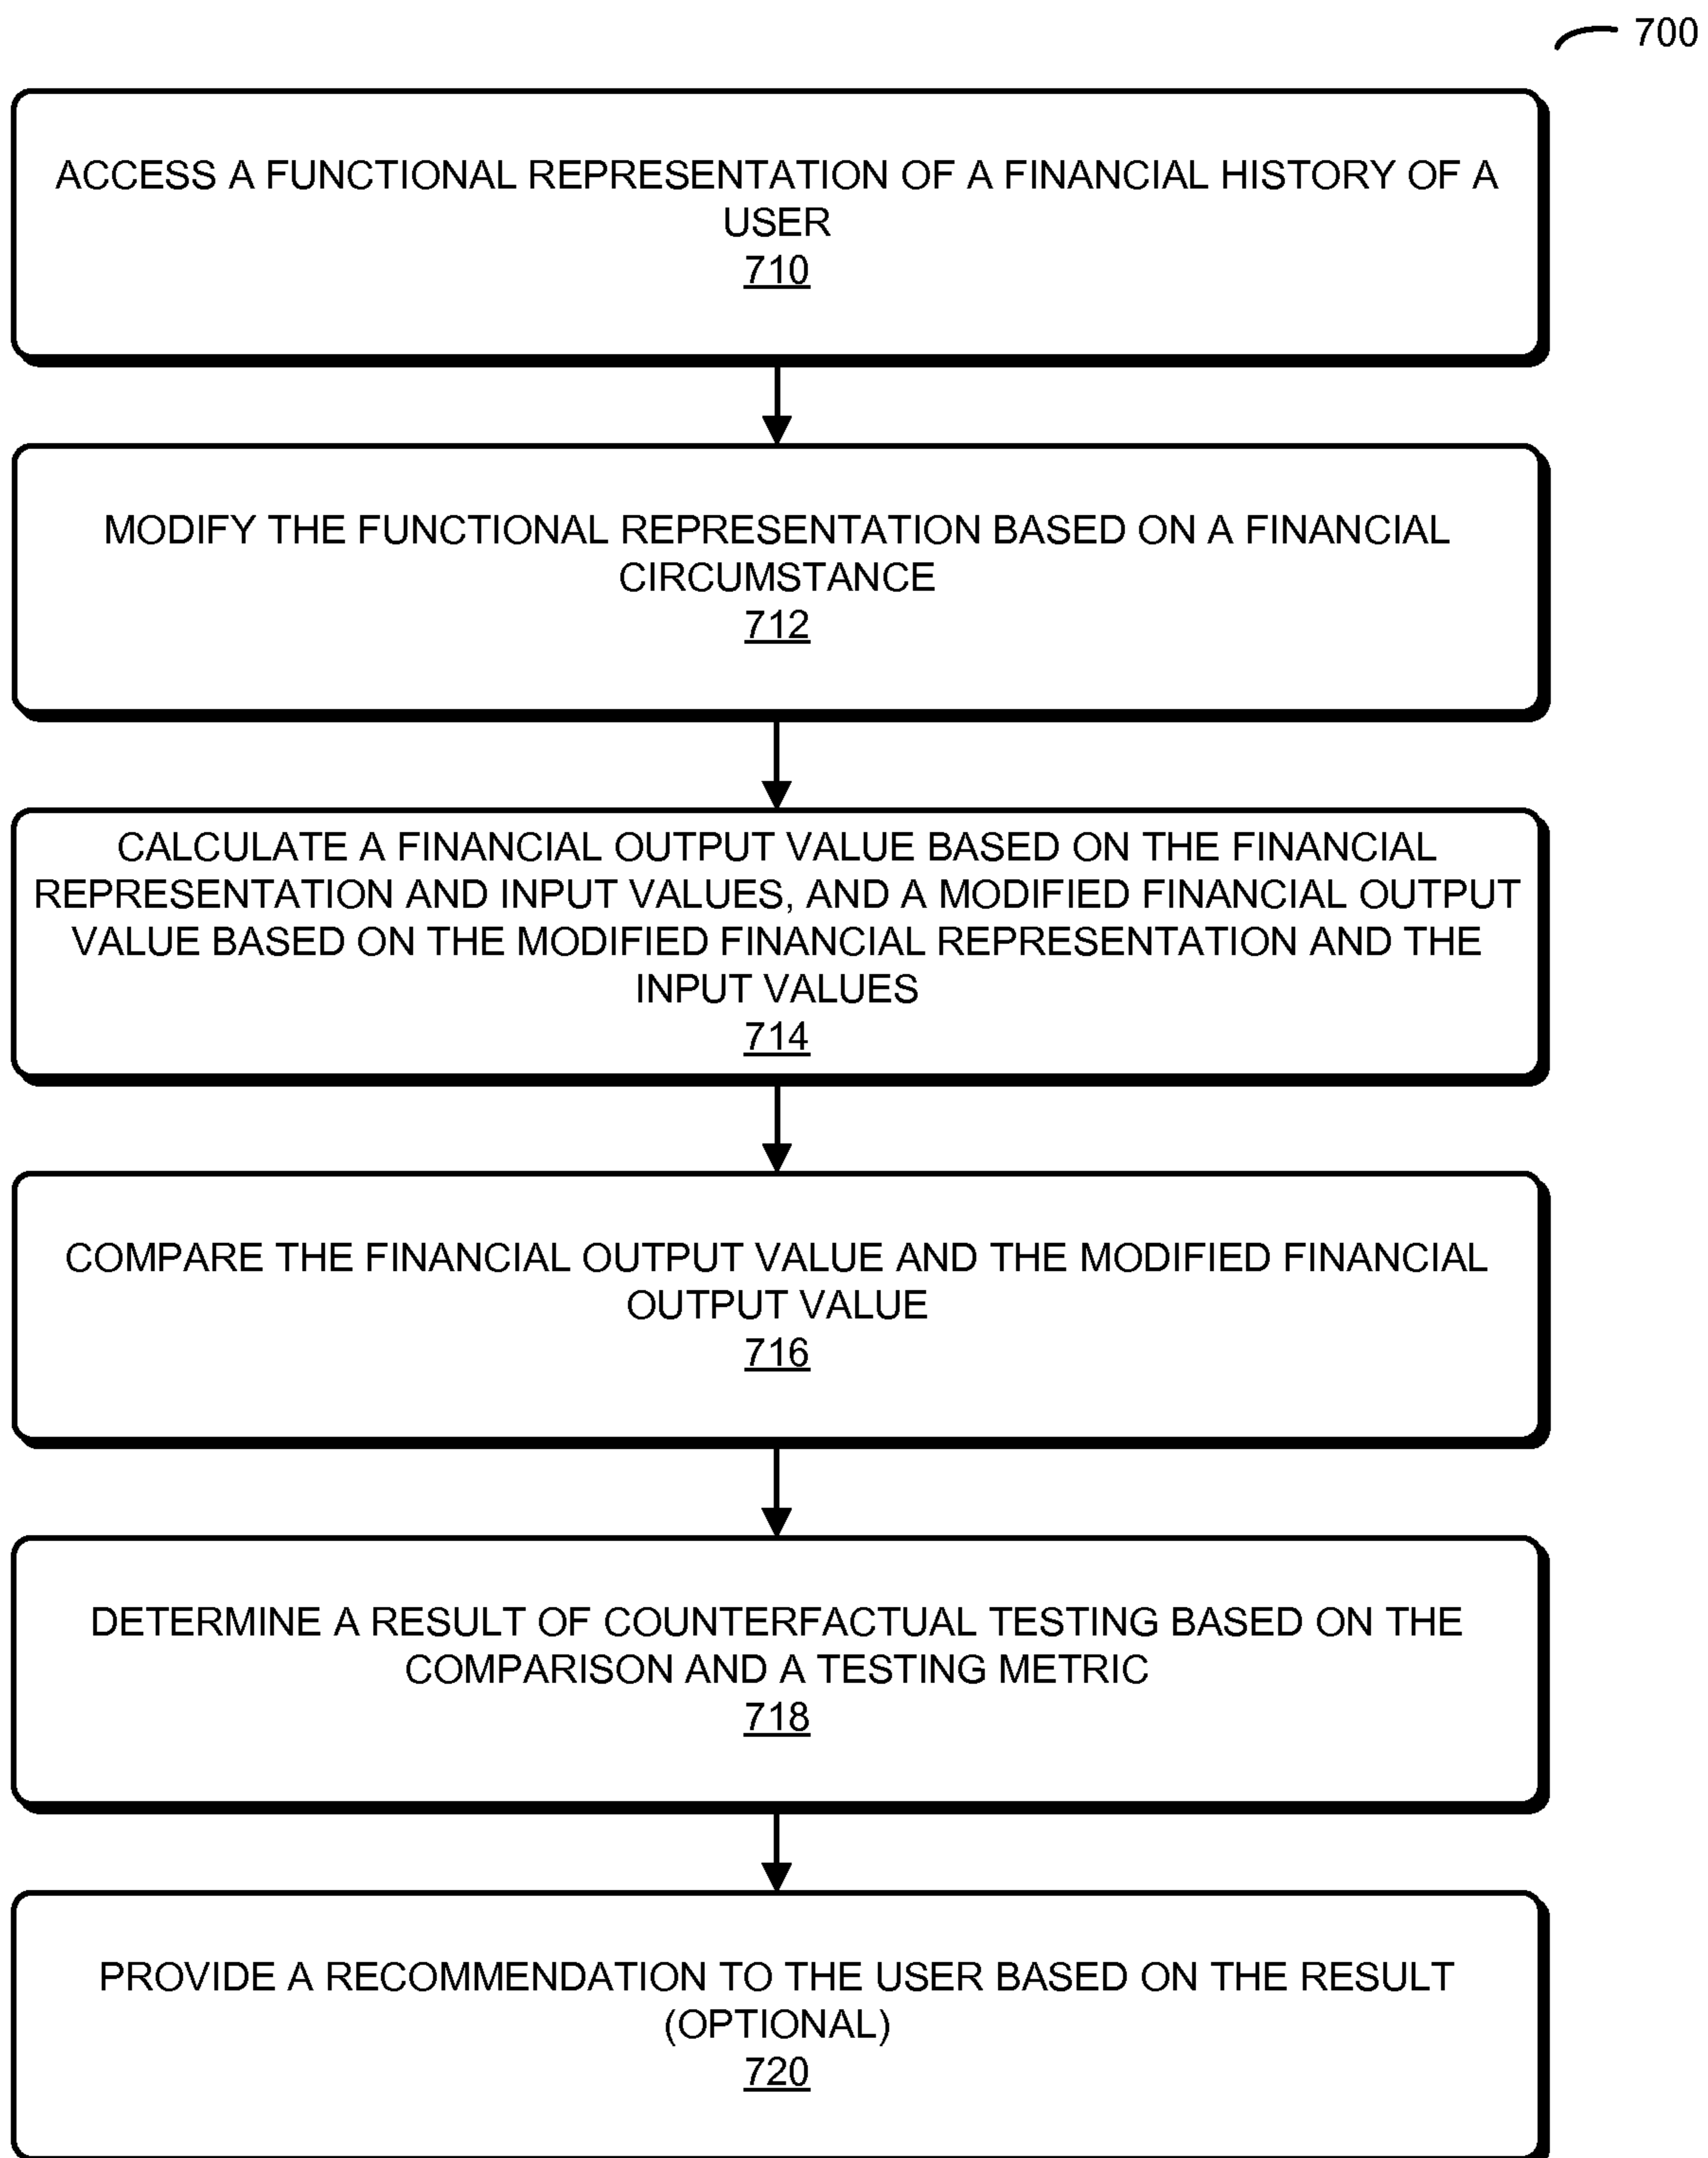 700
ACCESS A FUNCTIONAL REPRESENTATION OF A FINANCIAL HISTORY OF A
USER
710
MODIFY THE FUNCTIONAL REPRESENTATION BASED ON A FINANCIAL
CIRCUMSTANCE
712
CALCULATE A FINANCIAL OUTPUT VALUE BASED ON THE FINANCIAL
REPRESENTATION AND INPUT VALUES, AND A MODIFIED FINANCIAL OUTPUT
VALUE BASED ON THE MODIFIED FINANCIAL REPRESENTATION AND THE
INPUT VALUES
714
COMPARE THE FINANCIAL OUTPUT VALUE AND THE MODIFIED FINANCIAL
OUTPUT VALUE
716
DETERMINE A RESULT OF COUNTERFACTUAL TESTING BASED ON THE
COMPARISON AND A TESTING METRIC
718
PROVIDE A RECOMMENDATION TO THE USER BASED ON THE RESULT
(OPTIONAL)
720